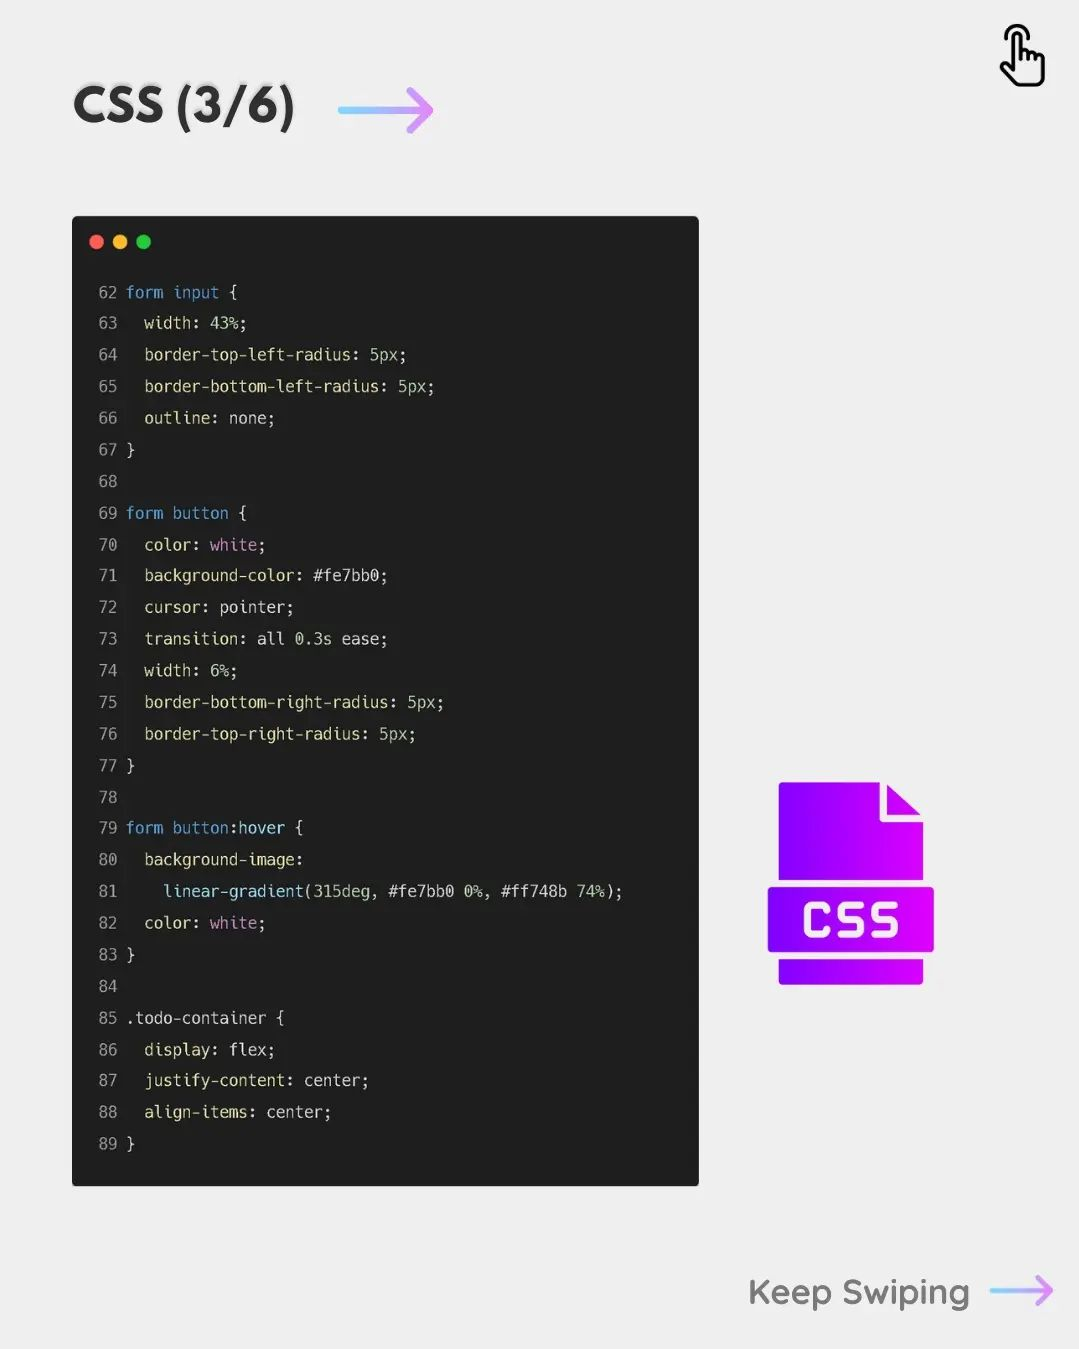 CSS (3/6)
62 form input {
63   width: 43%;
64   border-top-left-radius: 5px;
65   border-bottom-left-radius: 5px;
66   outline: none;
67 }
68
69 form button {
70   color: white;
71   background-color: #fe7bb0;
72   cursor: pointer;
73   transition: all 0.3s ease;
74   width: 6%;
75   border-bottom-right-radius: 5px;
76   border-top-right-radius: 5px;
77 }
78
79 form button:hover {
80   background-image:
81     linear-gradient(315deg, #fe7bb0 0%, #ff748b 74%);
82   color: white;
83 }
84
85 .todo-container {
86   display: flex;
87   justify-content: center;
88   align-items: center;
89 }
CSS
Keep Swiping